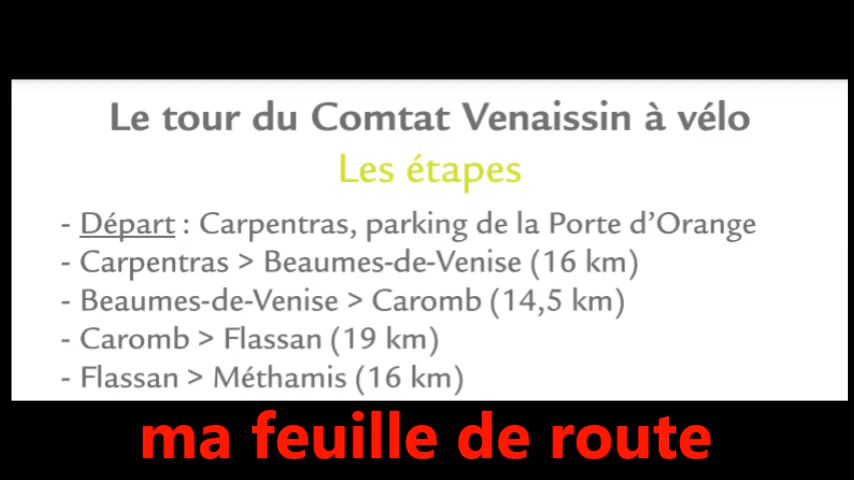 Le tour du Comtat Venaissin à vélo
Les étapes
- Départ : Carpentras, parking de la Porte d’Orange
- Carpentras > Beaumes-de-Venise (16 km)
- Beaumes-de-Venise > Caromb (14,5 km)
- Caromb > Flassan (19 km)
- Flassan > Méthamis (16 km)
ma feuille de route